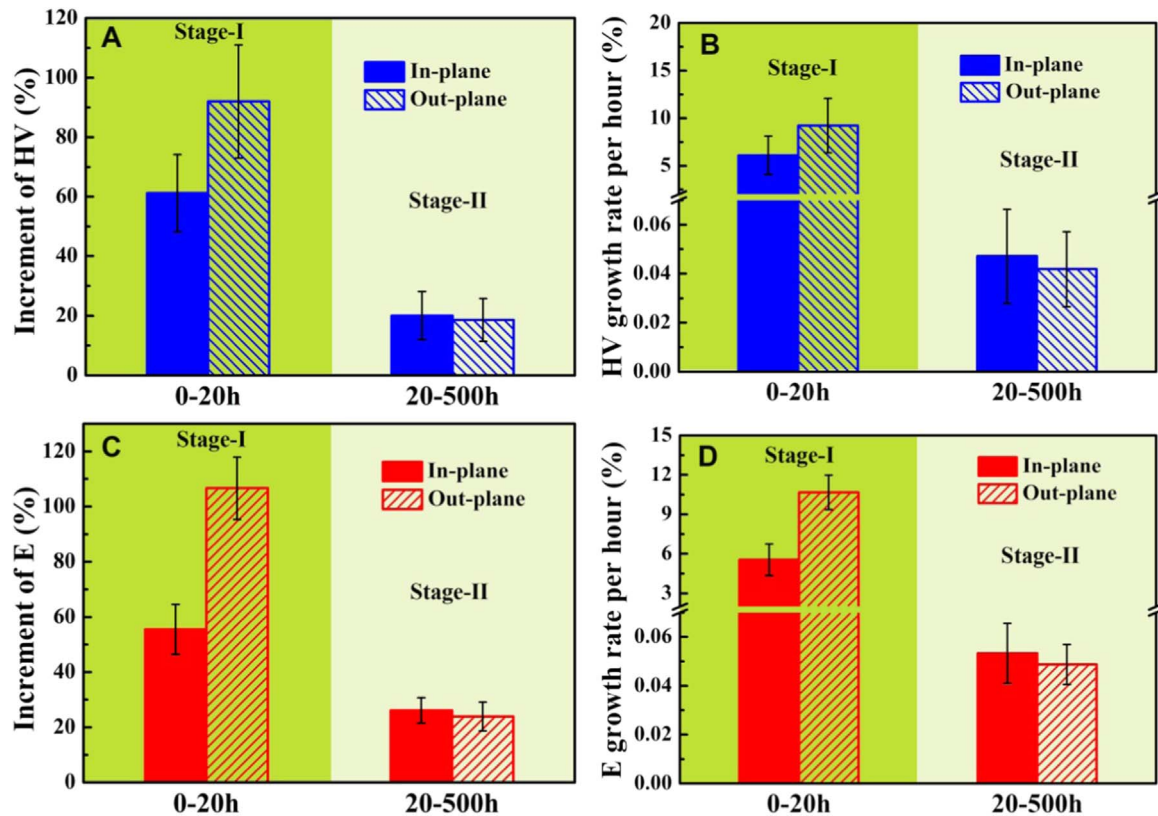 A
Stage-I
In-plane
Out-plane
Stage-II
Increment of HV (%)
120
100
80
60
40
20
0
0-20h
20-500h
B
Stage-I
In-plane
Out-plane
Stage-II
HV growth rate per hour (%)
20
15
10
5
0.06
0.04
0.02
0.00
0-20h
20-500h
C
Stage-I
In-plane
Out-plane
Stage-II
Increment of E (%)
120
100
80
60
40
20
0
0-20h
20-500h
D
Stage-I
In-plane
Out-plane
Stage-II
E growth rate per hour (%)
15
12
9
6
3
0.06
0.04
0.02
0.00
0-20h
20-500h